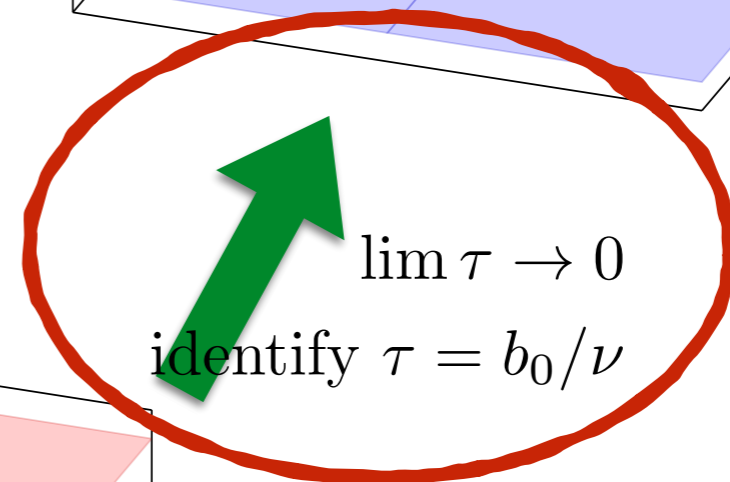 lim τ → 0
identify τ = b₀/ν